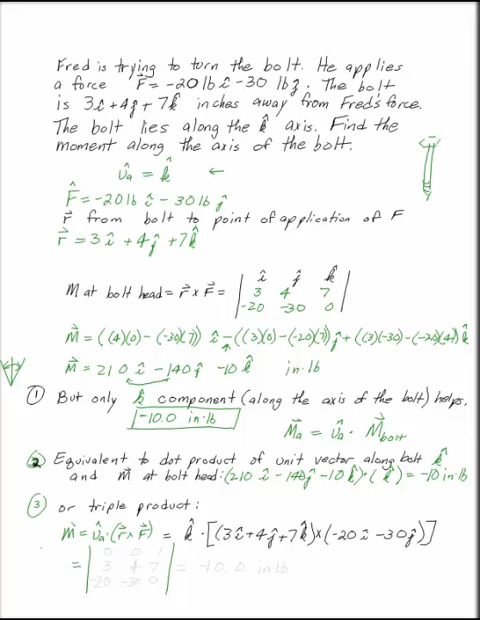 Fred is trying to turn the bolt. He applies
a force F⃗ = -20 lb î - 30 lb ĵ. The bolt
is 3î + 4ĵ + 7k̂ inches away from Fred's force.
The bolt lies along the k̂ axis. Find the
moment along the axis of the bolt.
ûa = k̂ ←
F̂ = -20 lb î - 30 lb ĵ
r⃗ from bolt to point of application of F
r⃗ = 3î + 4ĵ + 7k̂
î ĵ k̂
M at bolt head = r⃗ x F⃗ = | 3 4 7 |
-20 -30 0
M⃗ = ((4)(0) - (-30)(7)) î - ((3)(0) - (-20)(7)) ĵ + ((3)(-30) - (-20)(4)) k̂
M⃗ = 210 î - 140 ĵ - 10 k̂ in·lb
① But only k̂ component (along the axis of the bolt) helps.
-10.0 in·lb
M⃗a = ûa · M⃗bolt
② Equivalent to dot product of unit vector along bolt k̂
and M⃗ at bolt head: (210 î - 140 ĵ - 10 k̂) · (k̂) = -10 in·lb
③ or triple product:
M⃗ = ûa · (r⃗ x F⃗) = k̂ · [(3î + 4ĵ + 7k̂) x (-20î - 30ĵ)]
0 0 1
= | 3 4 7 | = -10.0 in lb
-20 -30 0